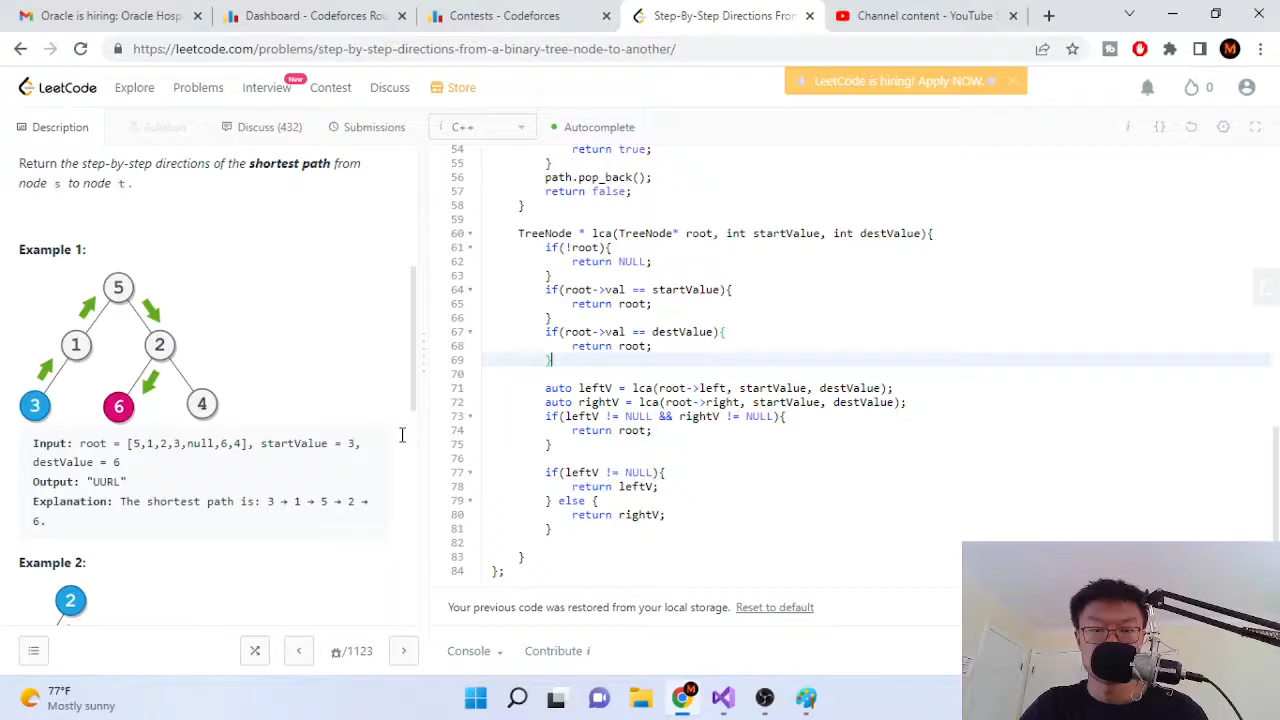 Oracle is hiring: Oracle Hosp
Dashboard - Codeforces Rou
Contests - Codeforces
Step-By-Step Directions From
Channel content - YouTube S
https://leetcode.com/problems/step-by-step-directions-from-a-binary-tree-node-to-another/
LeetCode
Explore
Problems
Interview
New
Contest
Discuss
Store
LeetCode is hiring! Apply NOW.
0
Description
Solution
Discuss (432)
Submissions
i C++
Autocomplete
Return the step-by-step directions of the shortest path from
node s to node t.
Example 1:
5
1
2
3
6
4
Input: root = [5,1,2,3,null,6,4], startValue = 3,
destValue = 6
Output: "UURL"
Explanation: The shortest path is: 3 → 1 → 5 → 2 →
6.
Example 2:
2
54 return true;
55 }
56 path.pop_back();
57 return false;
58 }
59
60 TreeNode * lca(TreeNode* root, int startValue, int destValue){
61 if(!root){
62 return NULL;
63 }
64 if(root->val == startValue){
65 return root;
66 }
67 if(root->val == destValue){
68 return root;
69 }
70
71 auto leftV = lca(root->left, startValue, destValue);
72 auto rightV = lca(root->right, startValue, destValue);
73 if(leftV != NULL && rightV != NULL){
74 return root;
75 }
76
77 if(leftV != NULL){
78 return leftV;
79 } else {
80 return rightV;
81 }
82
83 }
84 };
Your previous code was restored from your local storage. Reset to default
/1123
Console
Contribute i
77°F
Mostly sunny